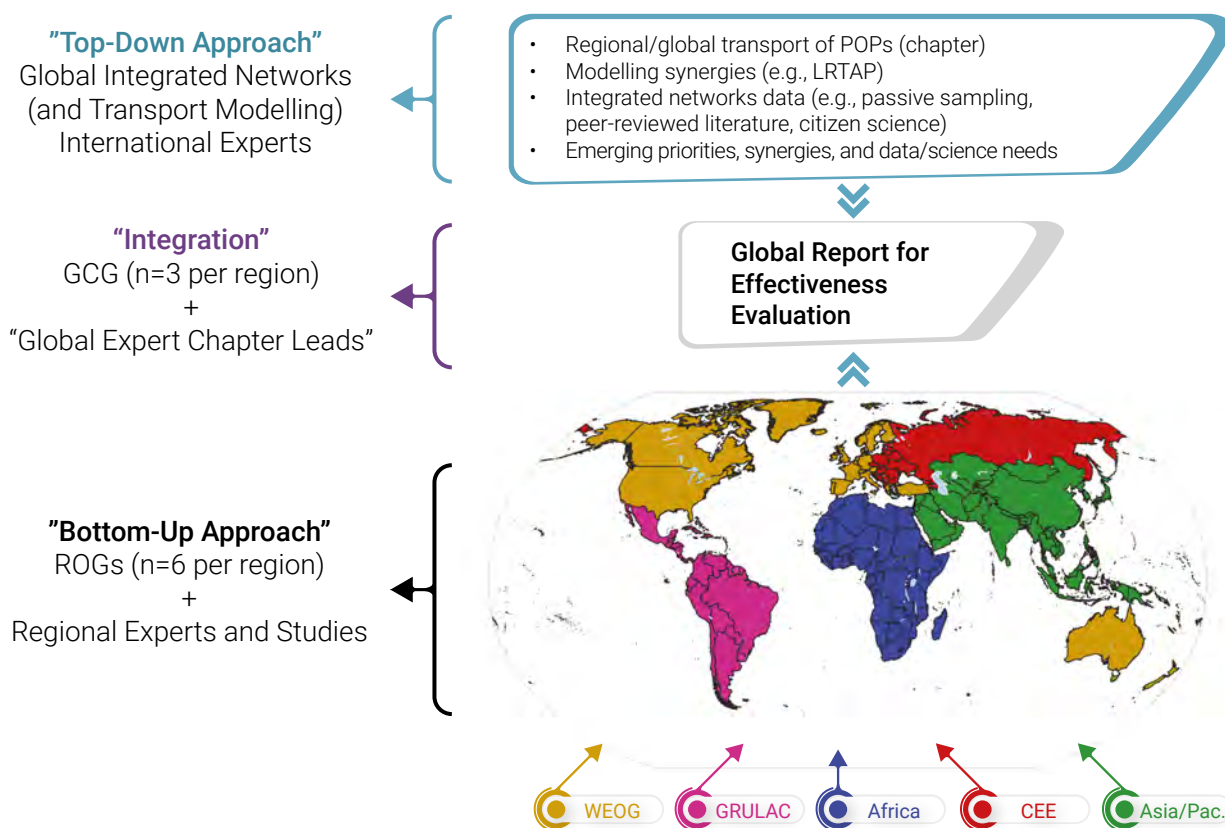 ”Top-Down Approach”
Global Integrated Networks
(and Transport Modelling)
International Experts
• Regional/global transport of POPs (chapter)
• Modelling synergies (e.g., LRTAP)
• Integrated networks data (e.g., passive sampling,
peer-reviewed literature, citizen science)
• Emerging priorities, synergies, and data/science needs
“Integration”
GCG (n=3 per region)
+
“Global Expert Chapter Leads”
Global Report for
Effectiveness
Evaluation
”Bottom-Up Approach”
ROGs (n=6 per region)
+
Regional Experts and Studies
WEOG
GRULAC
Africa
CEE
Asia/Pac.